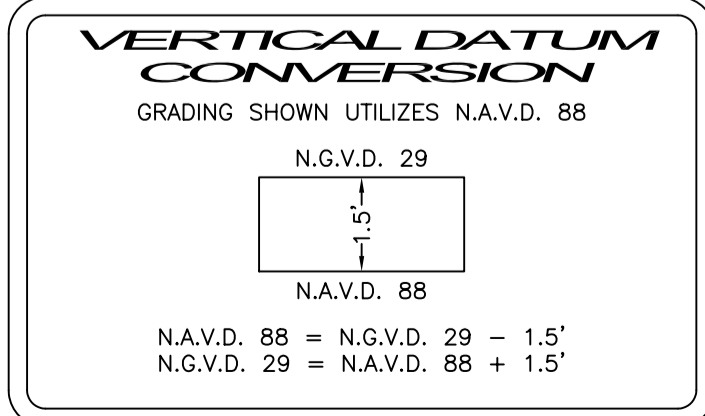 VERTICAL DATUM
CONVERSION
GRADING SHOWN UTILIZES N.A.V.D. 88
N.G.V.D. 29
1.5'
N.A.V.D. 88
N.A.V.D. 88 = N.G.V.D. 29 - 1.5'
N.G.V.D. 29 = N.A.V.D. 88 + 1.5'